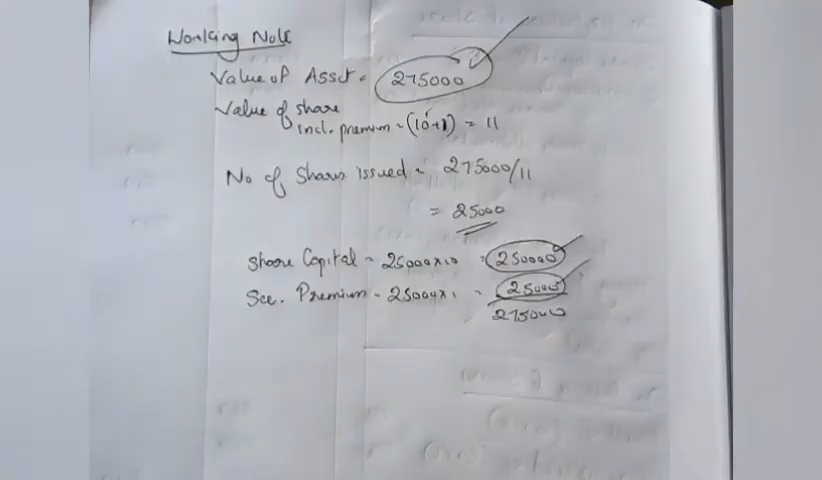 Working Note
Value of Asset = 275000
Value of share
incl. premium = (10+1) = 11
No of Shares issued = 275000/11
= 25000
Share Capital = 25000x10 = 250000
Sec. Premium = 25000x1 = 25000
275000